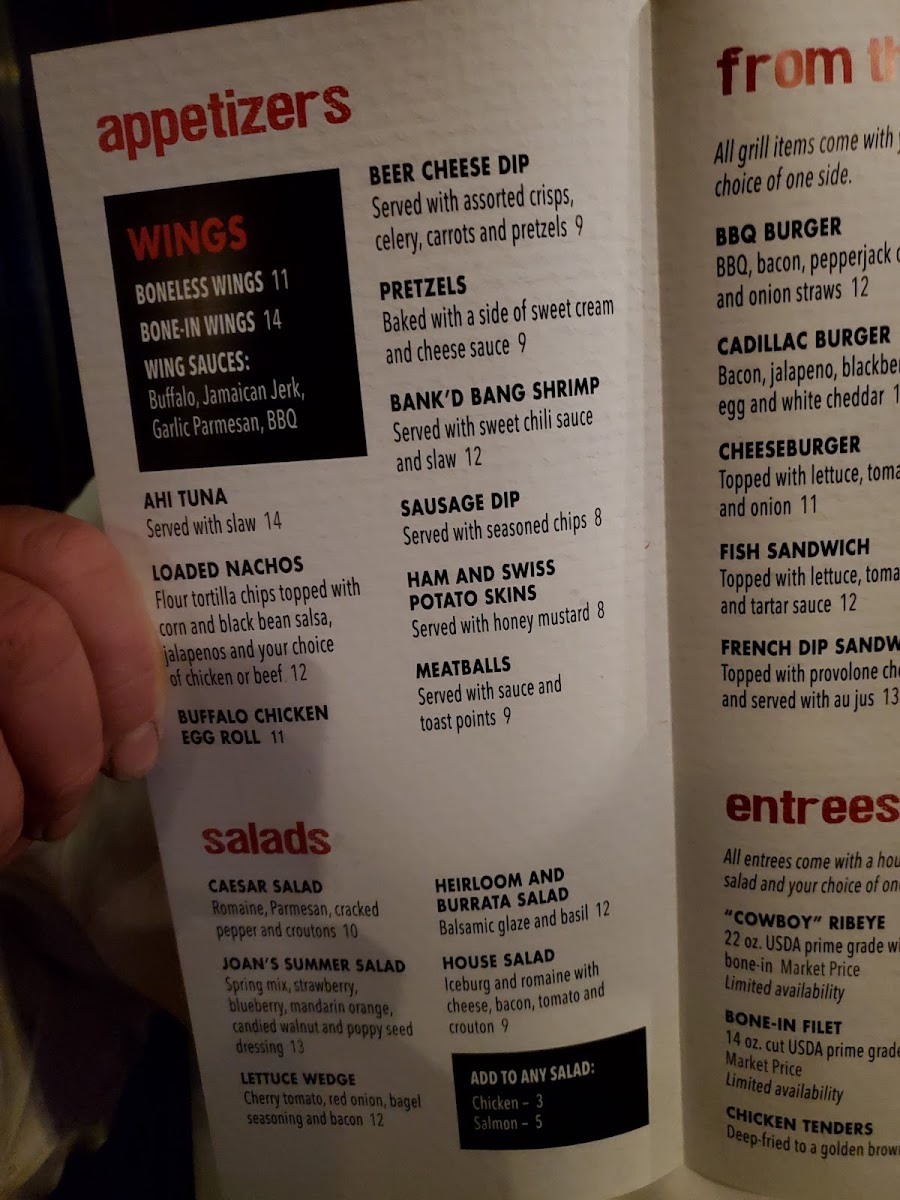 appetizers
WINGS
BONELESS WINGS 11
BONE-IN WINGS 14
WING SAUCES:
Buffalo, Jamaican Jerk,
Garlic Parmesan, BBQ
AHI TUNA
Served with slaw 14
LOADED NACHOS
Flour tortilla chips topped with
corn and black bean salsa,
jalapenos and your choice
of chicken or beef. 12
BUFFALO CHICKEN
EGG ROLL 11
BEER CHEESE DIP
Served with assorted crisps,
celery, carrots and pretzels 9
PRETZELS
Baked with a side of sweet cream
and cheese sauce 9
BANK'D BANG SHRIMP
Served with sweet chili sauce
and slaw 12
SAUSAGE DIP
Served with seasoned chips 8
HAM AND SWISS
POTATO SKINS
Served with honey mustard 8
MEATBALLS
Served with sauce and
toast points 9
salads
CAESAR SALAD
Romaine, Parmesan, cracked
pepper and croutons 10
JOAN'S SUMMER SALAD
Spring mix, strawberry,
blueberry, mandarin orange,
candied walnut and poppy seed
dressing 13
LETTUCE WEDGE
Cherry tomato, red onion, bagel
seasoning and bacon 12
HEIRLOOM AND
BURRATA SALAD
Balsamic glaze and basil 12
HOUSE SALAD
Iceburg and romaine with
cheese, bacon, tomato and
crouton 9
ADD TO ANY SALAD:
Chicken – 3
Salmon – 5
from
All grill items come with
choice of one side.
BBQ BURGER
BBQ, bacon, pepperjack
and onion straws 12
CADILLAC BURGER
Bacon, jalapeno,
egg and white cheddar
CHEESEBURGER
Topped with lettuce,
and onion 11
FISH SANDWICH
Topped with lettuce,
and tartar sauce 12
FRENCH DIP
Topped with provolone
and served with au jus 13
entrees
All entrees come with a
salad and your choice of
"COWBOY" RIBEYE
22 oz. USDA prime grade
bone-in Market Price
Limited availability
BONE-IN FILET
14 oz. cut USDA prime
Market Price
Limited availability
CHICKEN TENDERS
Deep-fried to a golden